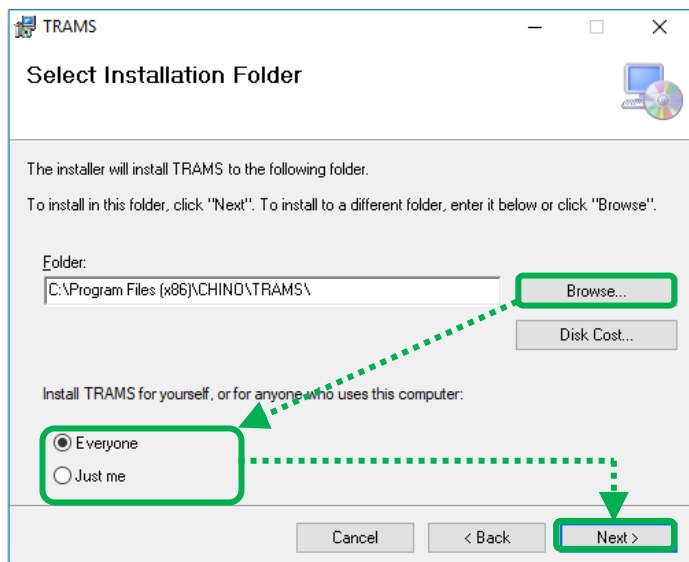 TRAMS
Select Installation Folder
The installer will install TRAMS to the following folder.
To install in this folder, click "Next". To install to a different folder, enter it below or click "Browse".
Folder:
C:\Program Files (x86)\CHINO\TRAMS\
Browse...
Disk Cost...
Install TRAMS for yourself, or for anyone who uses this computer:
Everyone
Just me
Cancel
< Back
Next >